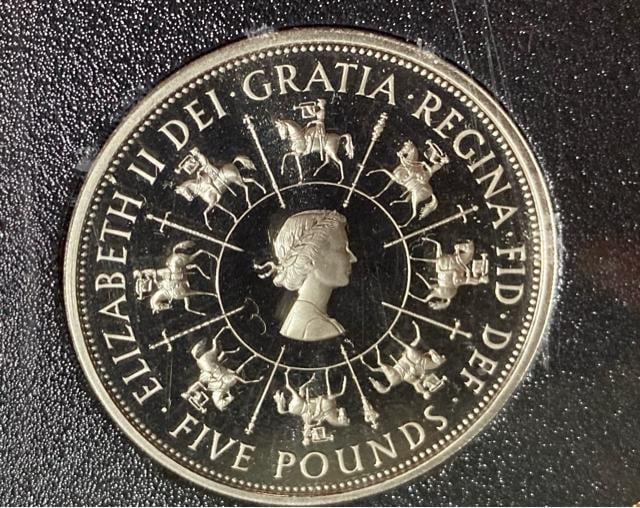 ELIZABETH II DEI · GRATIA · REGINA · FID · DEF ·
FIVE POUNDS